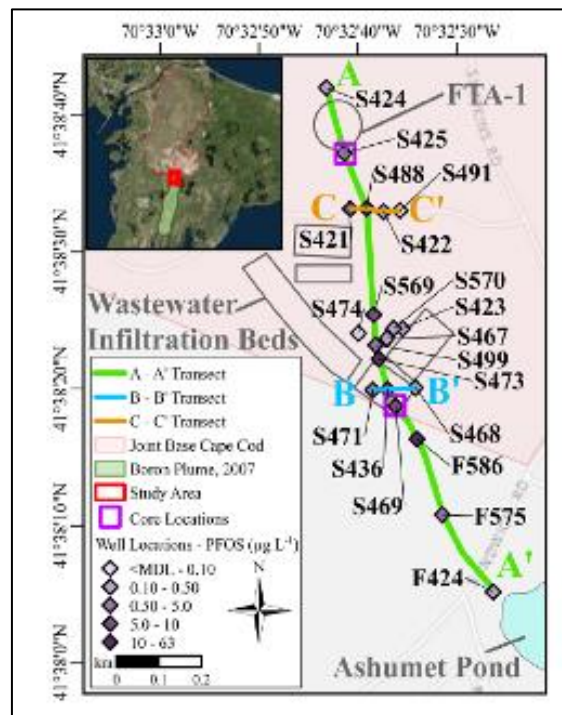 70°33'0"W 70°32'50"W 70°32'40"W 70°32'30"W
41°38'40"N
41°38'30"N
41°38'20"N
41°38'10"N
41°38'0"N
A
S424
FTA-1
S425
S488
S491
C
C'
S421
S422
S569
S570
S474
S423
Wastewater
Infiltration Beds
S467
S499
S473
B
B'
S471
S468
S436
F586
S469
F575
F424
A'
Ashumet Pond
A - A' Transect
B - B' Transect
C - C' Transect
Joint Base Cape Cod
Boron Plume, 2007
Study Area
Core Locations
Well Locations - PFOS (µg L⁻¹)
<MDL - 0.10
0.10 - 0.50
0.50 - 5.0
5.0 - 10
10 - 63
N
km
0 0.1 0.2